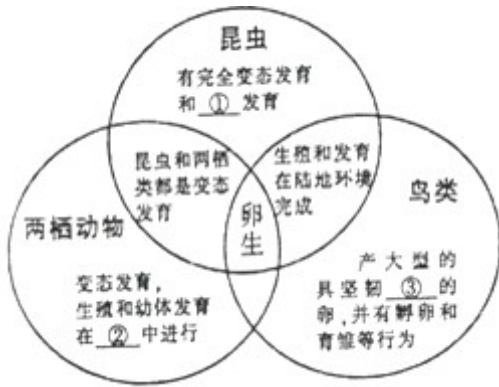 昆虫
有完全变态发育
和 ① 发育
昆虫和两栖
类都是变态
发育
生殖和发育
在陆地环境
完成
卵生
两栖动物
变态发育，
生殖和幼体发育
在 ② 中进行
鸟类
产大型的
具坚韧 ③ 的
卵，并有孵卵和
育雏等行为